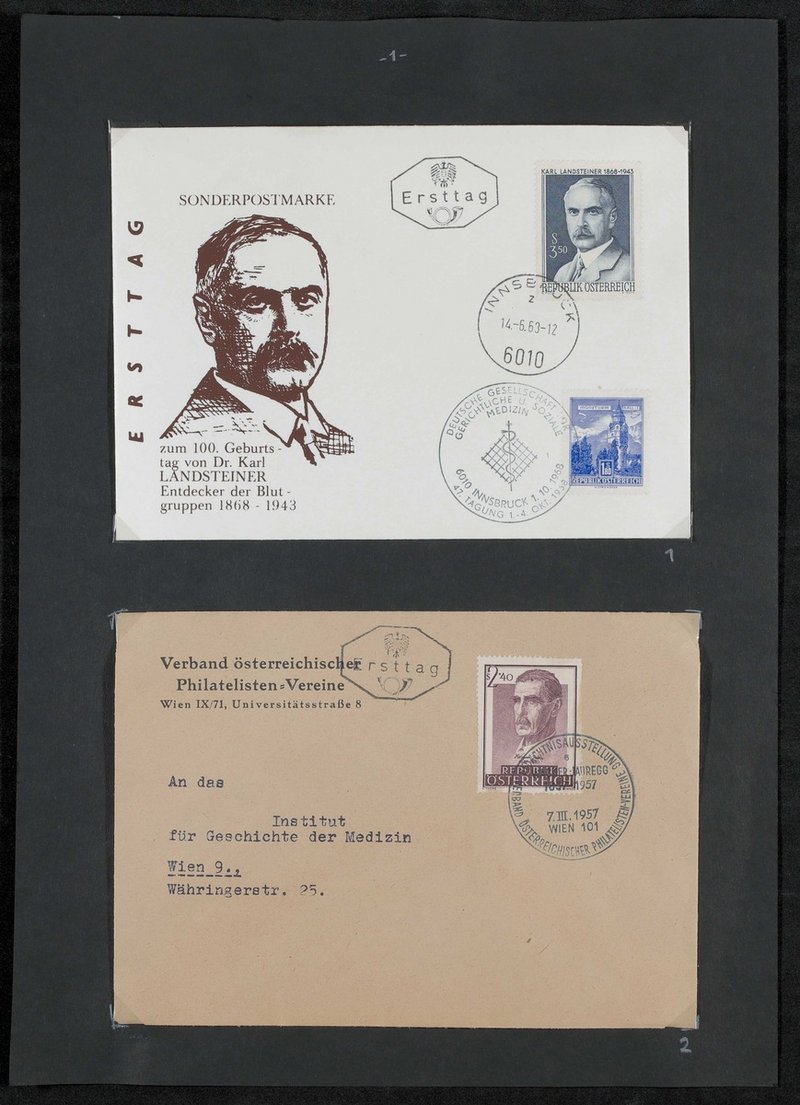 -1-
SONDERPOSTMARKE
ERSTTAG
Ersttag
KARL LANDSTEINER 1868-1943
S
3.50
REPUBLIK ÖSTERREICH
INNSBRUCK
z
14.-6.68-12
6010
DEUTSCHE GESELLSCHAFT FÜR
GERICHTLICHE U. SOZIALE
MEDIZIN
1
6010 INNSBRUCK 1.10.1968
47. TAGUNG 1.-4. OKT. 1968
REPUBLIK ÖSTERREICH
zum 100. Geburts-
tag von Dr. Karl
LANDSTEINER
Entdecker der Blut-
gruppen 1868 - 1943
1
Verband österreichischer
Philatelisten=Vereine
Wien IX/71, Universitätsstraße 8
Ersttag
S
2.40
REPUBLIK
ÖSTERREICH
6
1857 1957
7.III.1957
WIEN 101
VERBAND ÖSTERREICHISCHER PHILATELISTEN-VEREINE
An das
Institut
für Geschichte der Medizin
Wien 9.,
Währingerstr. 25.
2